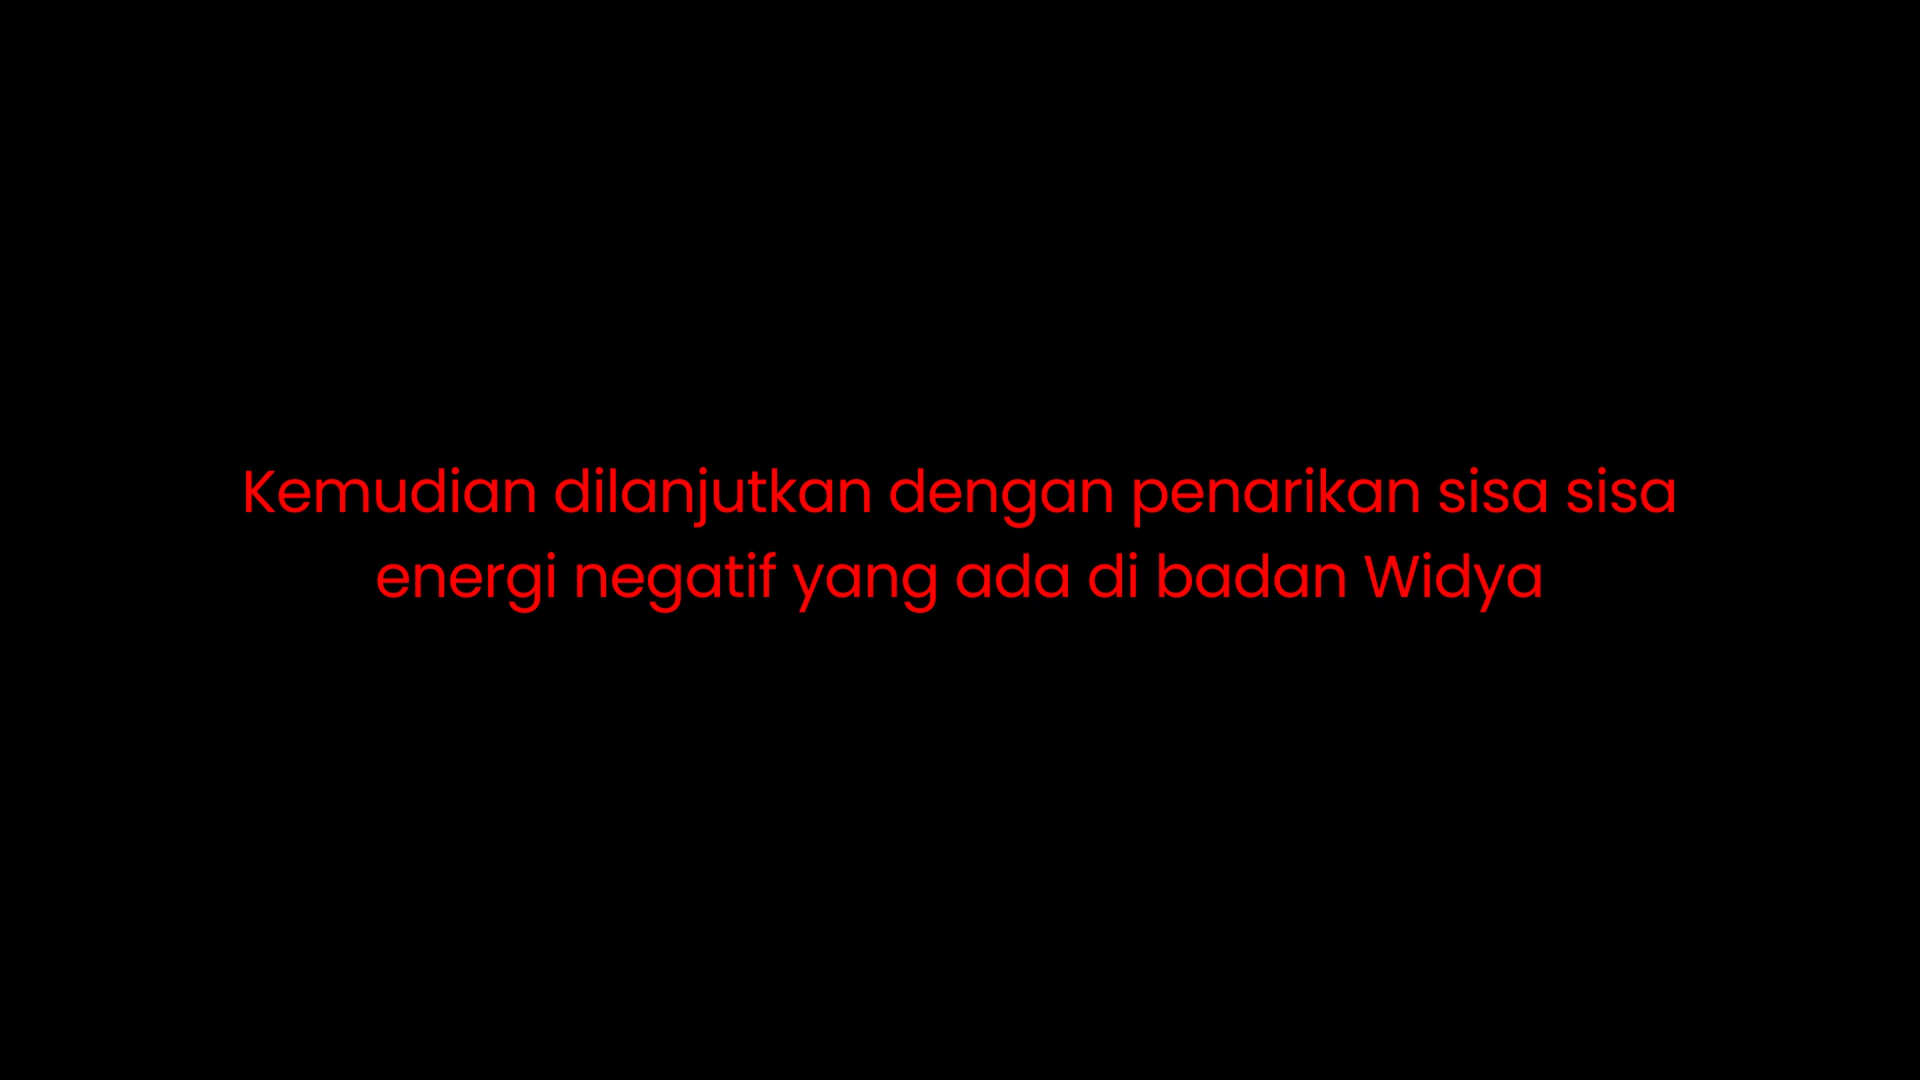 Kemudian dilanjutkan dengan penarikan sisa sisa
energi negatif yang ada di badan Widya